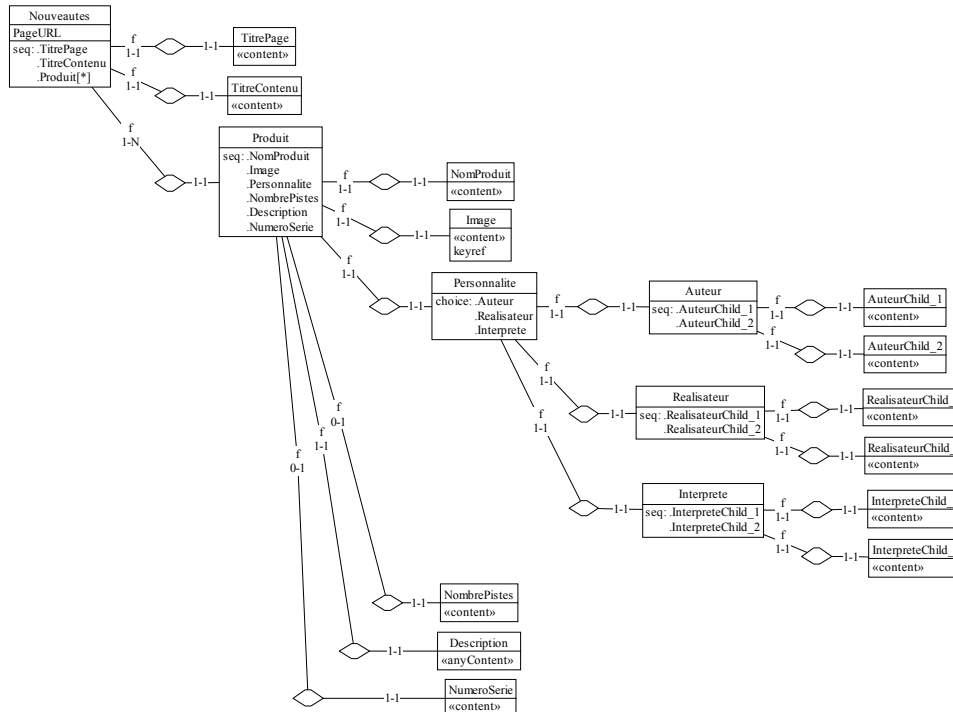 Nouveautes
PageURL
seq: .TitrePage
.TitreContenu
.Produit[*]
f
1-1
1-1
TitrePage
«content»
f
1-1
1-1
TitreContenu
«content»
f
1-N
1-1
Produit
seq: .NomProduit
.Image
.Personnalite
.NombrePistes
.Description
.NumeroSerie
f
1-1
1-1
NomProduit
«content»
f
1-1
1-1
Image
«content»
keyref
f
1-1
1-1
Personnalite
choice: .Auteur
.Realisateur
.Interprete
f
1-1
1-1
Auteur
seq: .AuteurChild_1
.AuteurChild_2
f
1-1
1-1
AuteurChild_1
«content»
f
1-1
1-1
AuteurChild_2
«content»
f
1-1
1-1
Realisateur
seq: .RealisateurChild_1
.RealisateurChild_2
f
1-1
1-1
RealisateurChild_
«content»
f
1-1
1-1
RealisateurChild_
«content»
f
1-1
1-1
Interprete
seq: .InterpreteChild_1
.InterpreteChild_2
f
1-1
1-1
InterpreteChild_
«content»
f
1-1
1-1
InterpreteChild_
«content»
f
0-1
1-1
NombrePistes
«content»
f
1-1
1-1
Description
«anyContent»
f
0-1
1-1
NumeroSerie
«content»